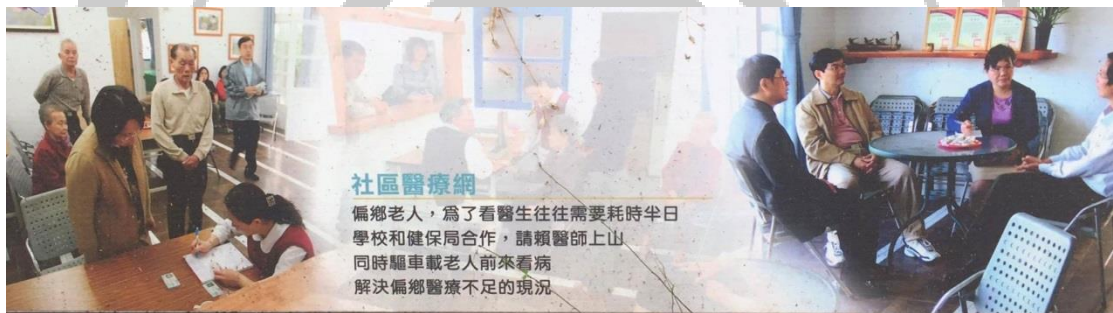 社區醫療網
偏鄉老人，為了看醫生往往需要耗時半日
學校和健保局合作，請賴醫師上山
同時驅車載老人前來看病
解決偏鄉醫療不足的現況